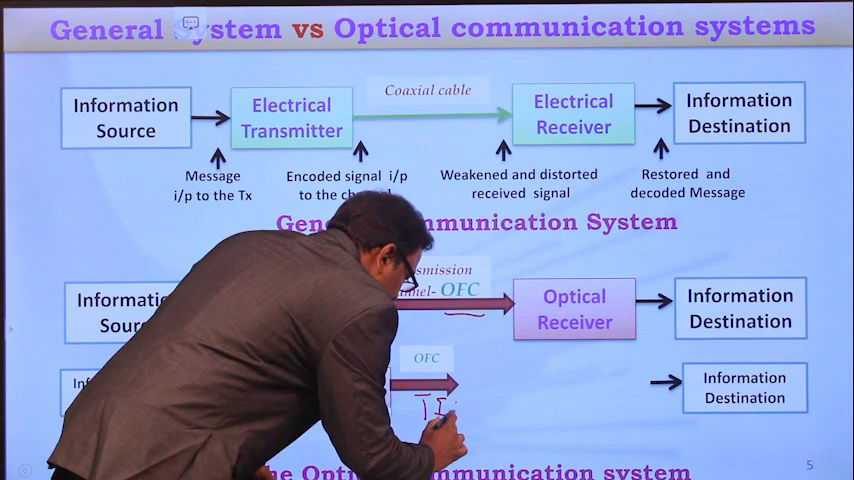 General System vs Optical communication systems
Information Source
Electrical Transmitter
Coaxial cable
Electrical Receiver
Information Destination
Message i/p to the Tx
Encoded signal i/p to the
Weakened and distorted received signal
Restored and decoded Message
Communication System
OFC
Optical Receiver
Information Destination
OFC
Information Destination
communication system
5